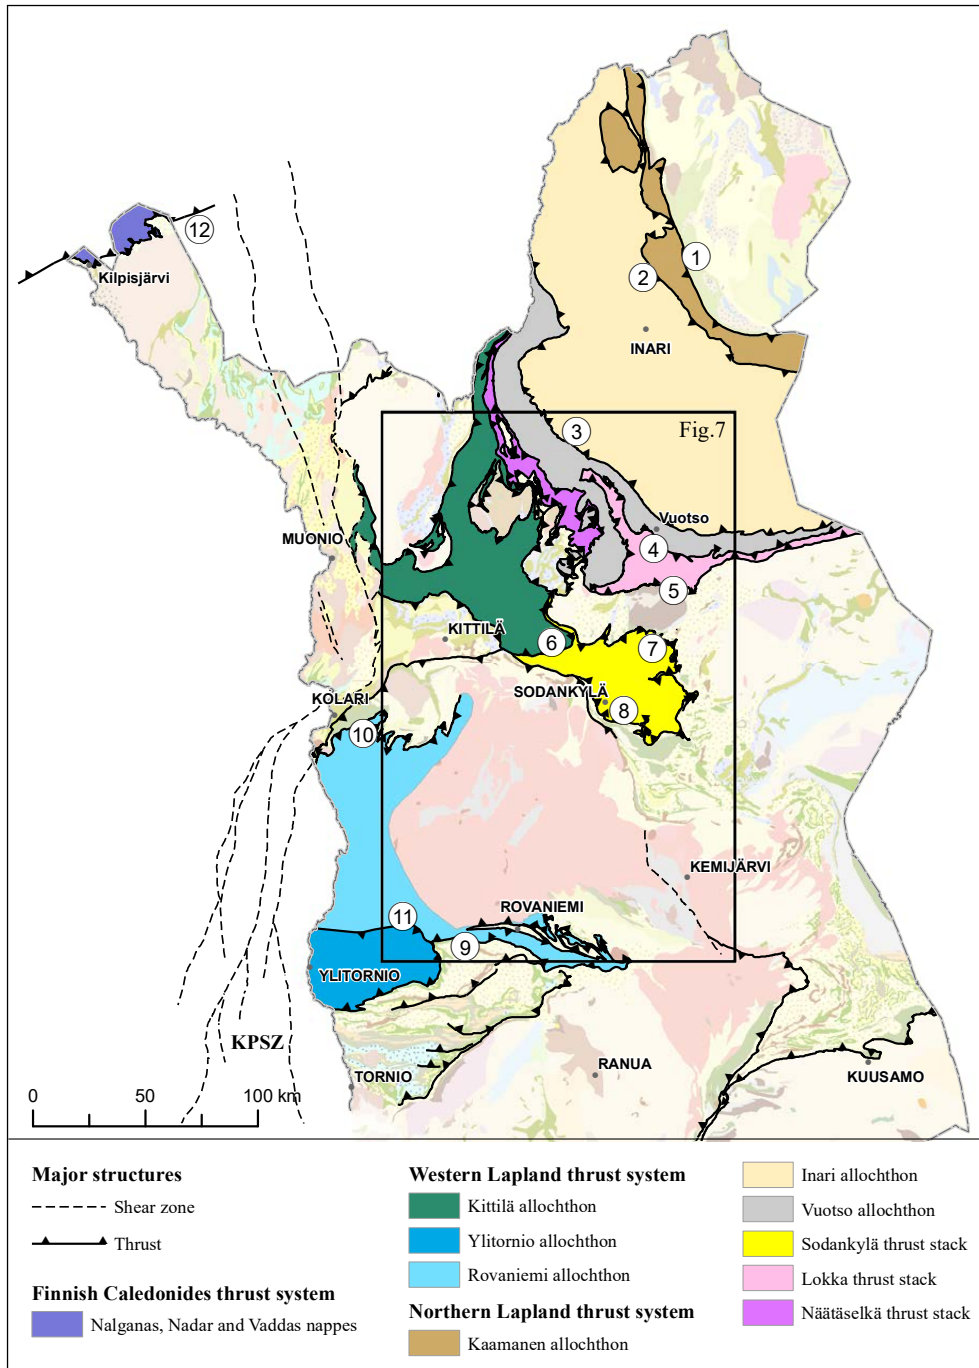 1
12
Kilpisjärvi
2
INARI
3
Fig.7
Vuotso
MUONIO
4
5
KITTILÄ
6
7
SODANKYLÄ
KOLARI
8
10
KEMIJÄRVI
ROVANIEMI
11
9
YLITORNIO
KPSZ
TORNIO
RANUA
KUUSAMO
0 50 100 km
Major structures
Shear zone
Thrust
Finnish Caledonides thrust system
Nalganas, Nadar and Vaddas nappes
Western Lapland thrust system
Kittilä allochthon
Ylitornio allochthon
Rovaniemi allochthon
Northern Lapland thrust system
Kaamanen allochthon
Inari allochthon
Vuotso allochthon
Sodankylä thrust stack
Lokka thrust stack
Näätäselkä thrust stack